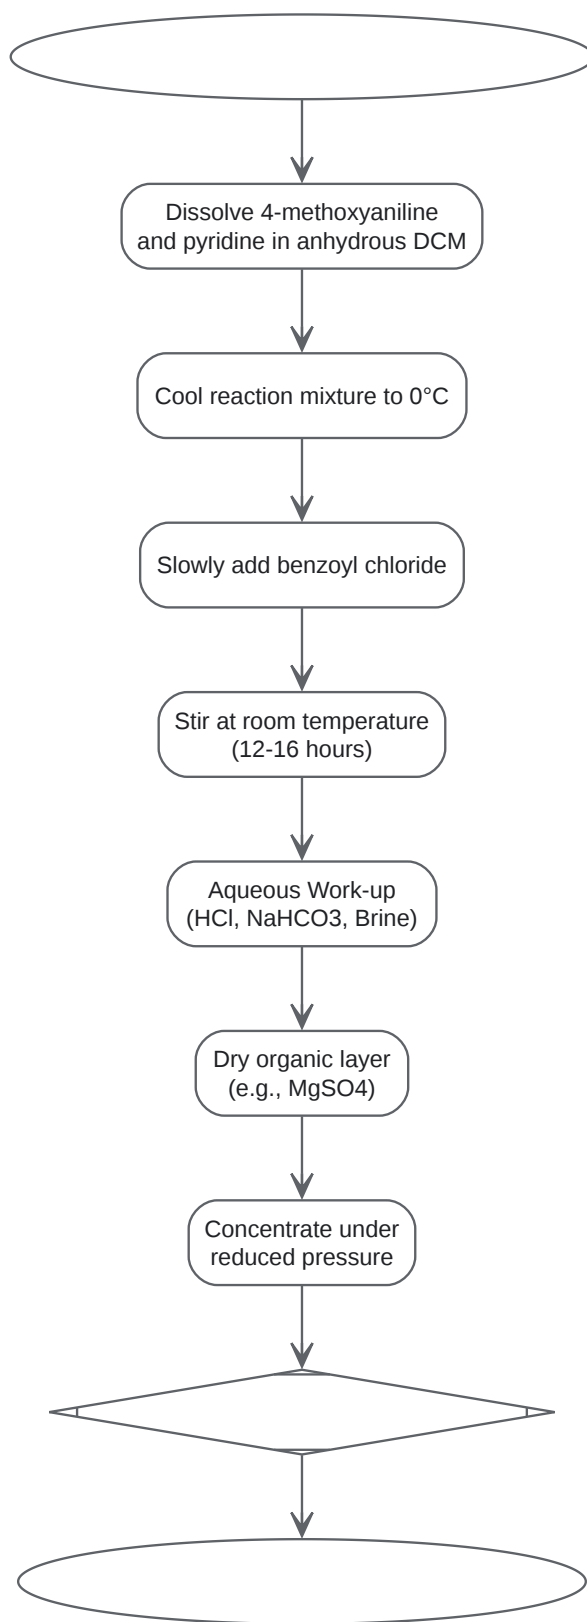 Dissolve 4-methoxyaniline
and pyridine in anhydrous DCM
Cool reaction mixture to 0°C
Slowly add benzoyl chloride
Stir at room temperature
(12-16 hours)
Aqueous Work-up
(HCl, NaHCO3, Brine)
Dry organic layer
(e.g., MgSO4)
Concentrate under
reduced pressure